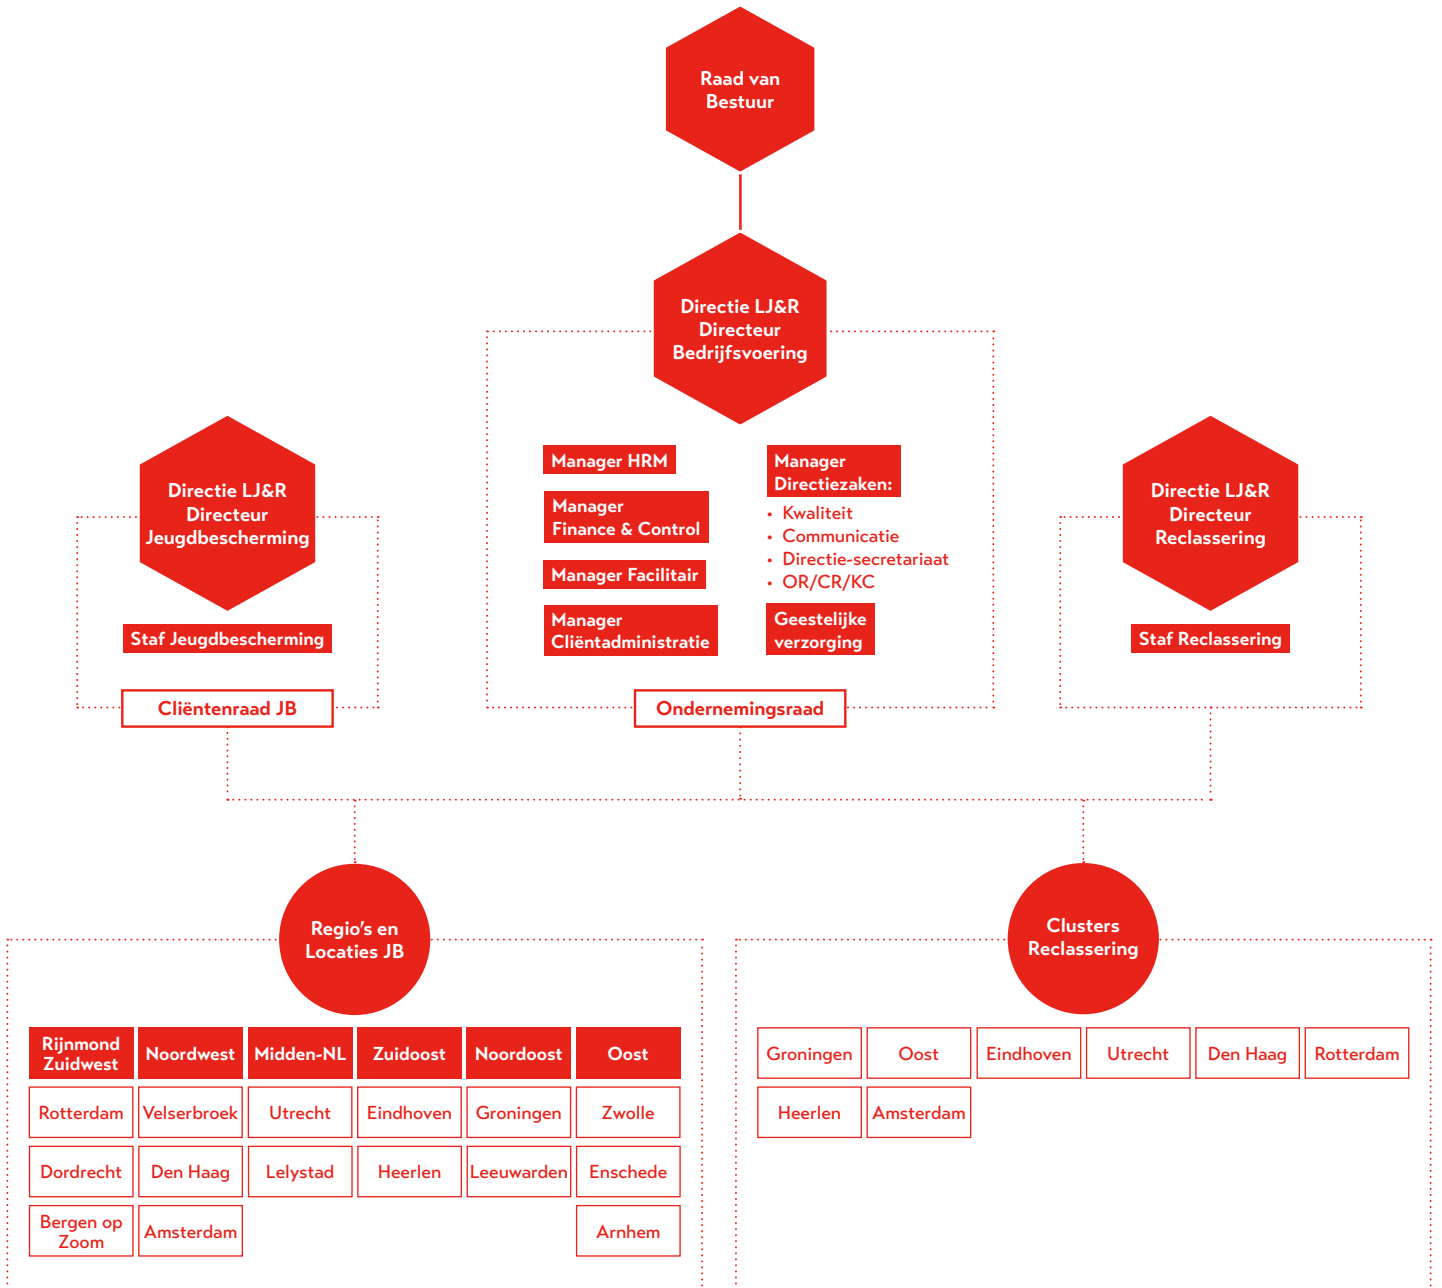 Raad van
Bestuur
Directie LJ&R
Directeur
Bedrijfsvoering
Manager HRM
Manager
Finance & Control
Manager Facilitair
Manager
Cliëntadministratie
Manager
Directiezaken:
• Kwaliteit
• Communicatie
• Directie-secretariaat
• OR/CR/KC
Geestelijke
verzorging
Ondernemingsraad
Directie LJ&R
Directeur
Jeugdbescherming
Staf Jeugdbescherming
Cliëntenraad JB
Directie LJ&R
Directeur
Reclassering
Staf Reclassering
Regio's en
Locaties JB
Rijnmond
Zuidwest
Noordwest
Midden-NL
Zuidoost
Noordoost
Oost
Rotterdam
Velserbroek
Utrecht
Eindhoven
Groningen
Zwolle
Dordrecht
Den Haag
Lelystad
Heerlen
Leeuwarden
Enschede
Bergen op
Zoom
Amsterdam
Arnhem
Clusters
Reclassering
Groningen
Oost
Eindhoven
Utrecht
Den Haag
Rotterdam
Heerlen
Amsterdam